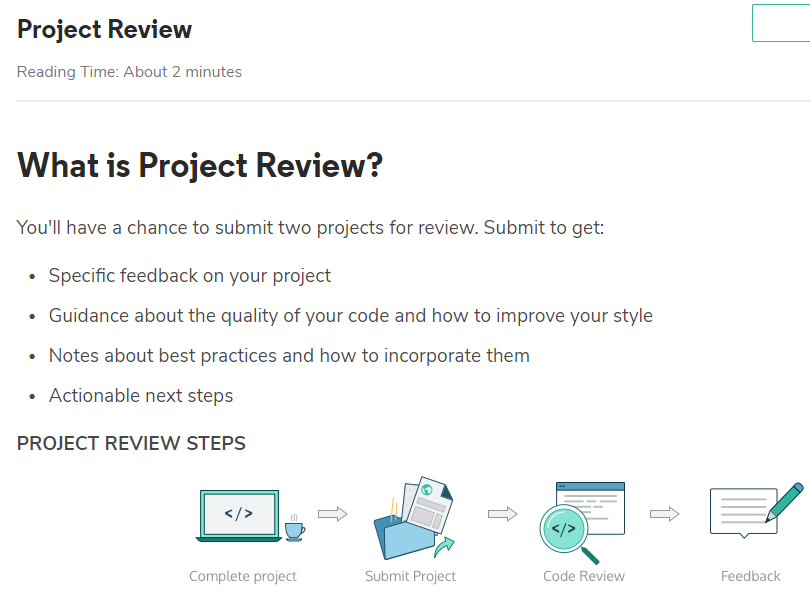 Project Review
Reading Time: About 2 minutes
What is Project Review?
You'll have a chance to submit two projects for review. Submit to get:
• Specific feedback on your project
• Guidance about the quality of your code and how to improve your style
• Notes about best practices and how to incorporate them
• Actionable next steps
PROJECT REVIEW STEPS
</>
</>
Complete project
Submit Project
Code Review
Feedback